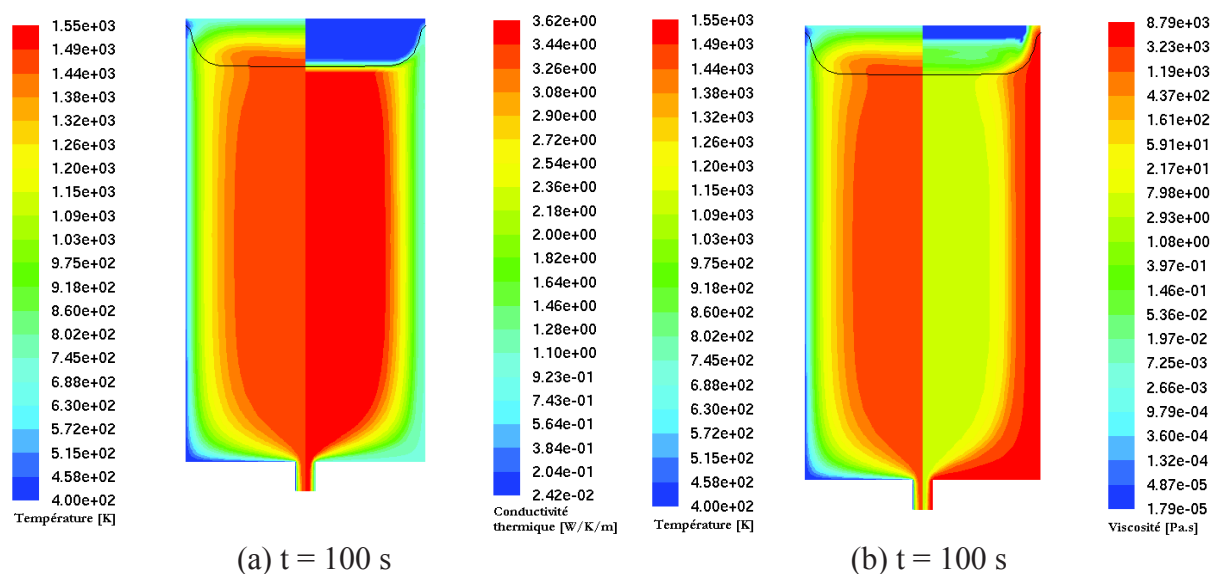 1.55e+03
1.49e+03
1.44e+03
1.38e+03
1.32e+03
1.26e+03
1.20e+03
1.15e+03
1.09e+03
1.03e+03
9.75e+02
9.18e+02
8.60e+02
8.02e+02
7.45e+02
6.88e+02
6.30e+02
5.72e+02
5.15e+02
4.58e+02
4.00e+02
Température [K]
3.62e+00
3.44e+00
3.26e+00
3.08e+00
2.90e+00
2.72e+00
2.54e+00
2.36e+00
2.18e+00
2.00e+00
1.82e+00
1.64e+00
1.46e+00
1.28e+00
1.10e+00
9.23e-01
7.43e-01
5.64e-01
3.84e-01
2.04e-01
2.42e-02
Conductivité
thermique [W/K/m]
(a) t = 100 s
1.55e+03
1.49e+03
1.44e+03
1.38e+03
1.32e+03
1.26e+03
1.20e+03
1.15e+03
1.09e+03
1.03e+03
9.75e+02
9.18e+02
8.60e+02
8.02e+02
7.45e+02
6.88e+02
6.30e+02
5.72e+02
5.15e+02
4.58e+02
4.00e+02
Température [K]
8.79e+03
3.23e+03
1.19e+03
4.37e+02
1.61e+02
5.91e+01
2.17e+01
7.98e+00
2.93e+00
1.08e+00
3.97e-01
1.46e-01
5.36e-02
1.97e-02
7.25e-03
2.66e-03
9.79e-04
3.60e-04
1.32e-04
4.87e-05
1.79e-05
Viscosité [Pa.s]
(b) t = 100 s